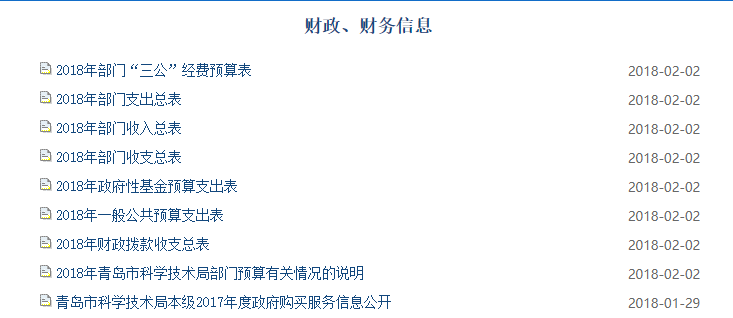 财政、财务信息
2018年部门“三公”经费预算表 2018-02-02
2018年部门支出总表 2018-02-02
2018年部门收入总表 2018-02-02
2018年部门收支总表 2018-02-02
2018年政府性基金预算支出表 2018-02-02
2018年一般公共预算支出表 2018-02-02
2018年财政拨款收支总表 2018-02-02
2018年青岛市科学技术局部门预算有关情况的说明 2018-02-02
青岛市科学技术局本级2017年度政府购买服务信息公开 2018-01-29